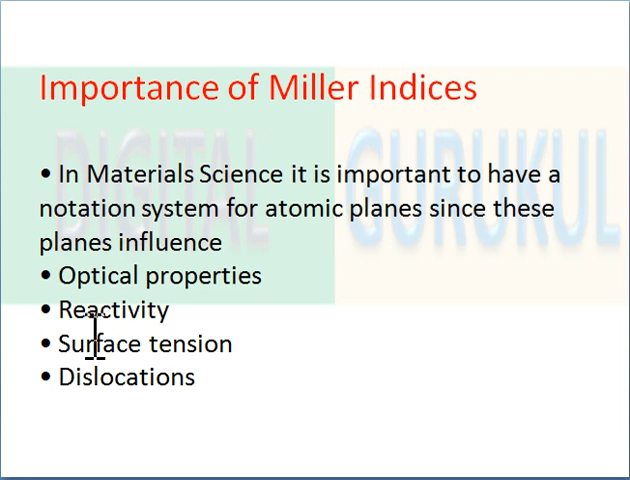 Importance of Miller Indices
DIGITAL GURUKUL
• In Materials Science it is important to have a
notation system for atomic planes since these
planes influence
• Optical properties
• Reactivity
• Surface tension
• Dislocations